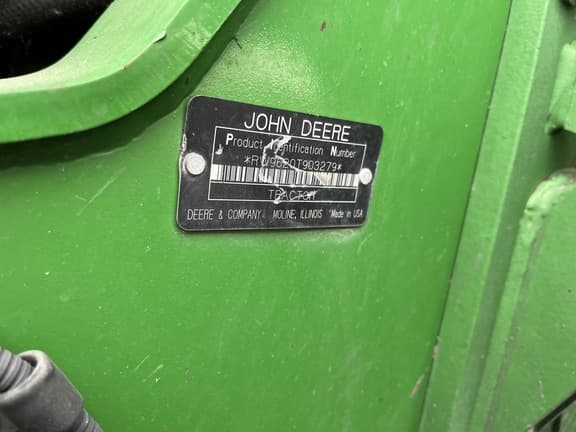 JOHN DEERE
Product Identification Number
*RW9620T903279*
TRACTOR
DEERE & COMPANY MOLINE, ILLINOIS Made in USA